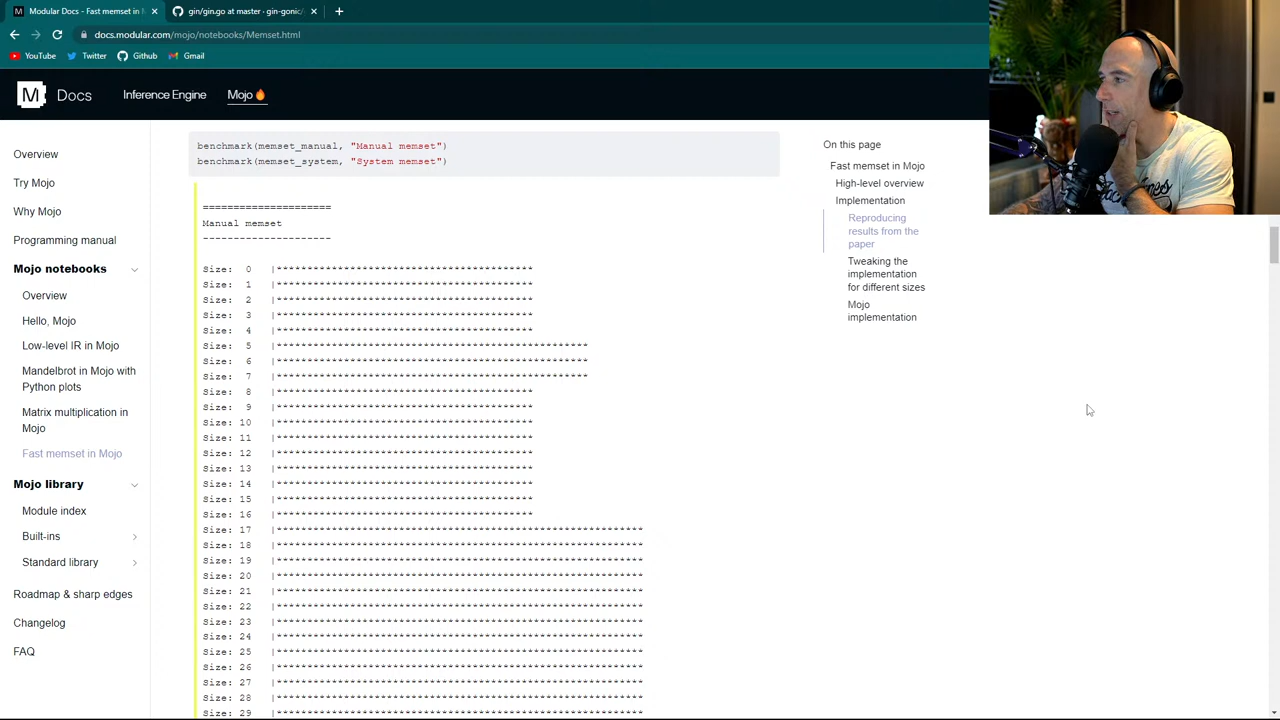 Modular Docs - Fast memset in
gin/gin.go at master · gin-gonic/
docs.modular.com/mojo/notebooks/Memset.html
YouTube
Twitter
Github
Gmail
M Docs
Inference Engine
Mojo🔥
Overview
Try Mojo
Why Mojo
Programming manual
Mojo notebooks
Overview
Hello, Mojo
Low-level IR in Mojo
Mandelbrot in Mojo with
Python plots
Matrix multiplication in
Mojo
Fast memset in Mojo
Mojo library
Module index
Built-ins
Standard library
Roadmap & sharp edges
Changelog
FAQ
benchmark(memset_manual, "Manual memset")
benchmark(memset_system, "System memset")
=====================
Manual memset
---------------------
Size: 0 |******************************************
Size: 1 |******************************************
Size: 2 |******************************************
Size: 3 |******************************************
Size: 4 |******************************************
Size: 5 |***************************************************
Size: 6 |***************************************************
Size: 7 |***************************************************
Size: 8 |******************************************
Size: 9 |******************************************
Size: 10 |******************************************
Size: 11 |******************************************
Size: 12 |******************************************
Size: 13 |******************************************
Size: 14 |******************************************
Size: 15 |******************************************
Size: 16 |******************************************
Size: 17 |************************************************************
Size: 18 |************************************************************
Size: 19 |************************************************************
Size: 20 |************************************************************
Size: 21 |************************************************************
Size: 22 |************************************************************
Size: 23 |************************************************************
Size: 24 |************************************************************
Size: 25 |************************************************************
Size: 26 |************************************************************
Size: 27 |************************************************************
Size: 28 |************************************************************
Size: 29 |************************************************************
On this page
Fast memset in Mojo
High-level overview
Implementation
Reproducing
results from the
paper
Tweaking the
implementation
for different sizes
Mojo
implementation